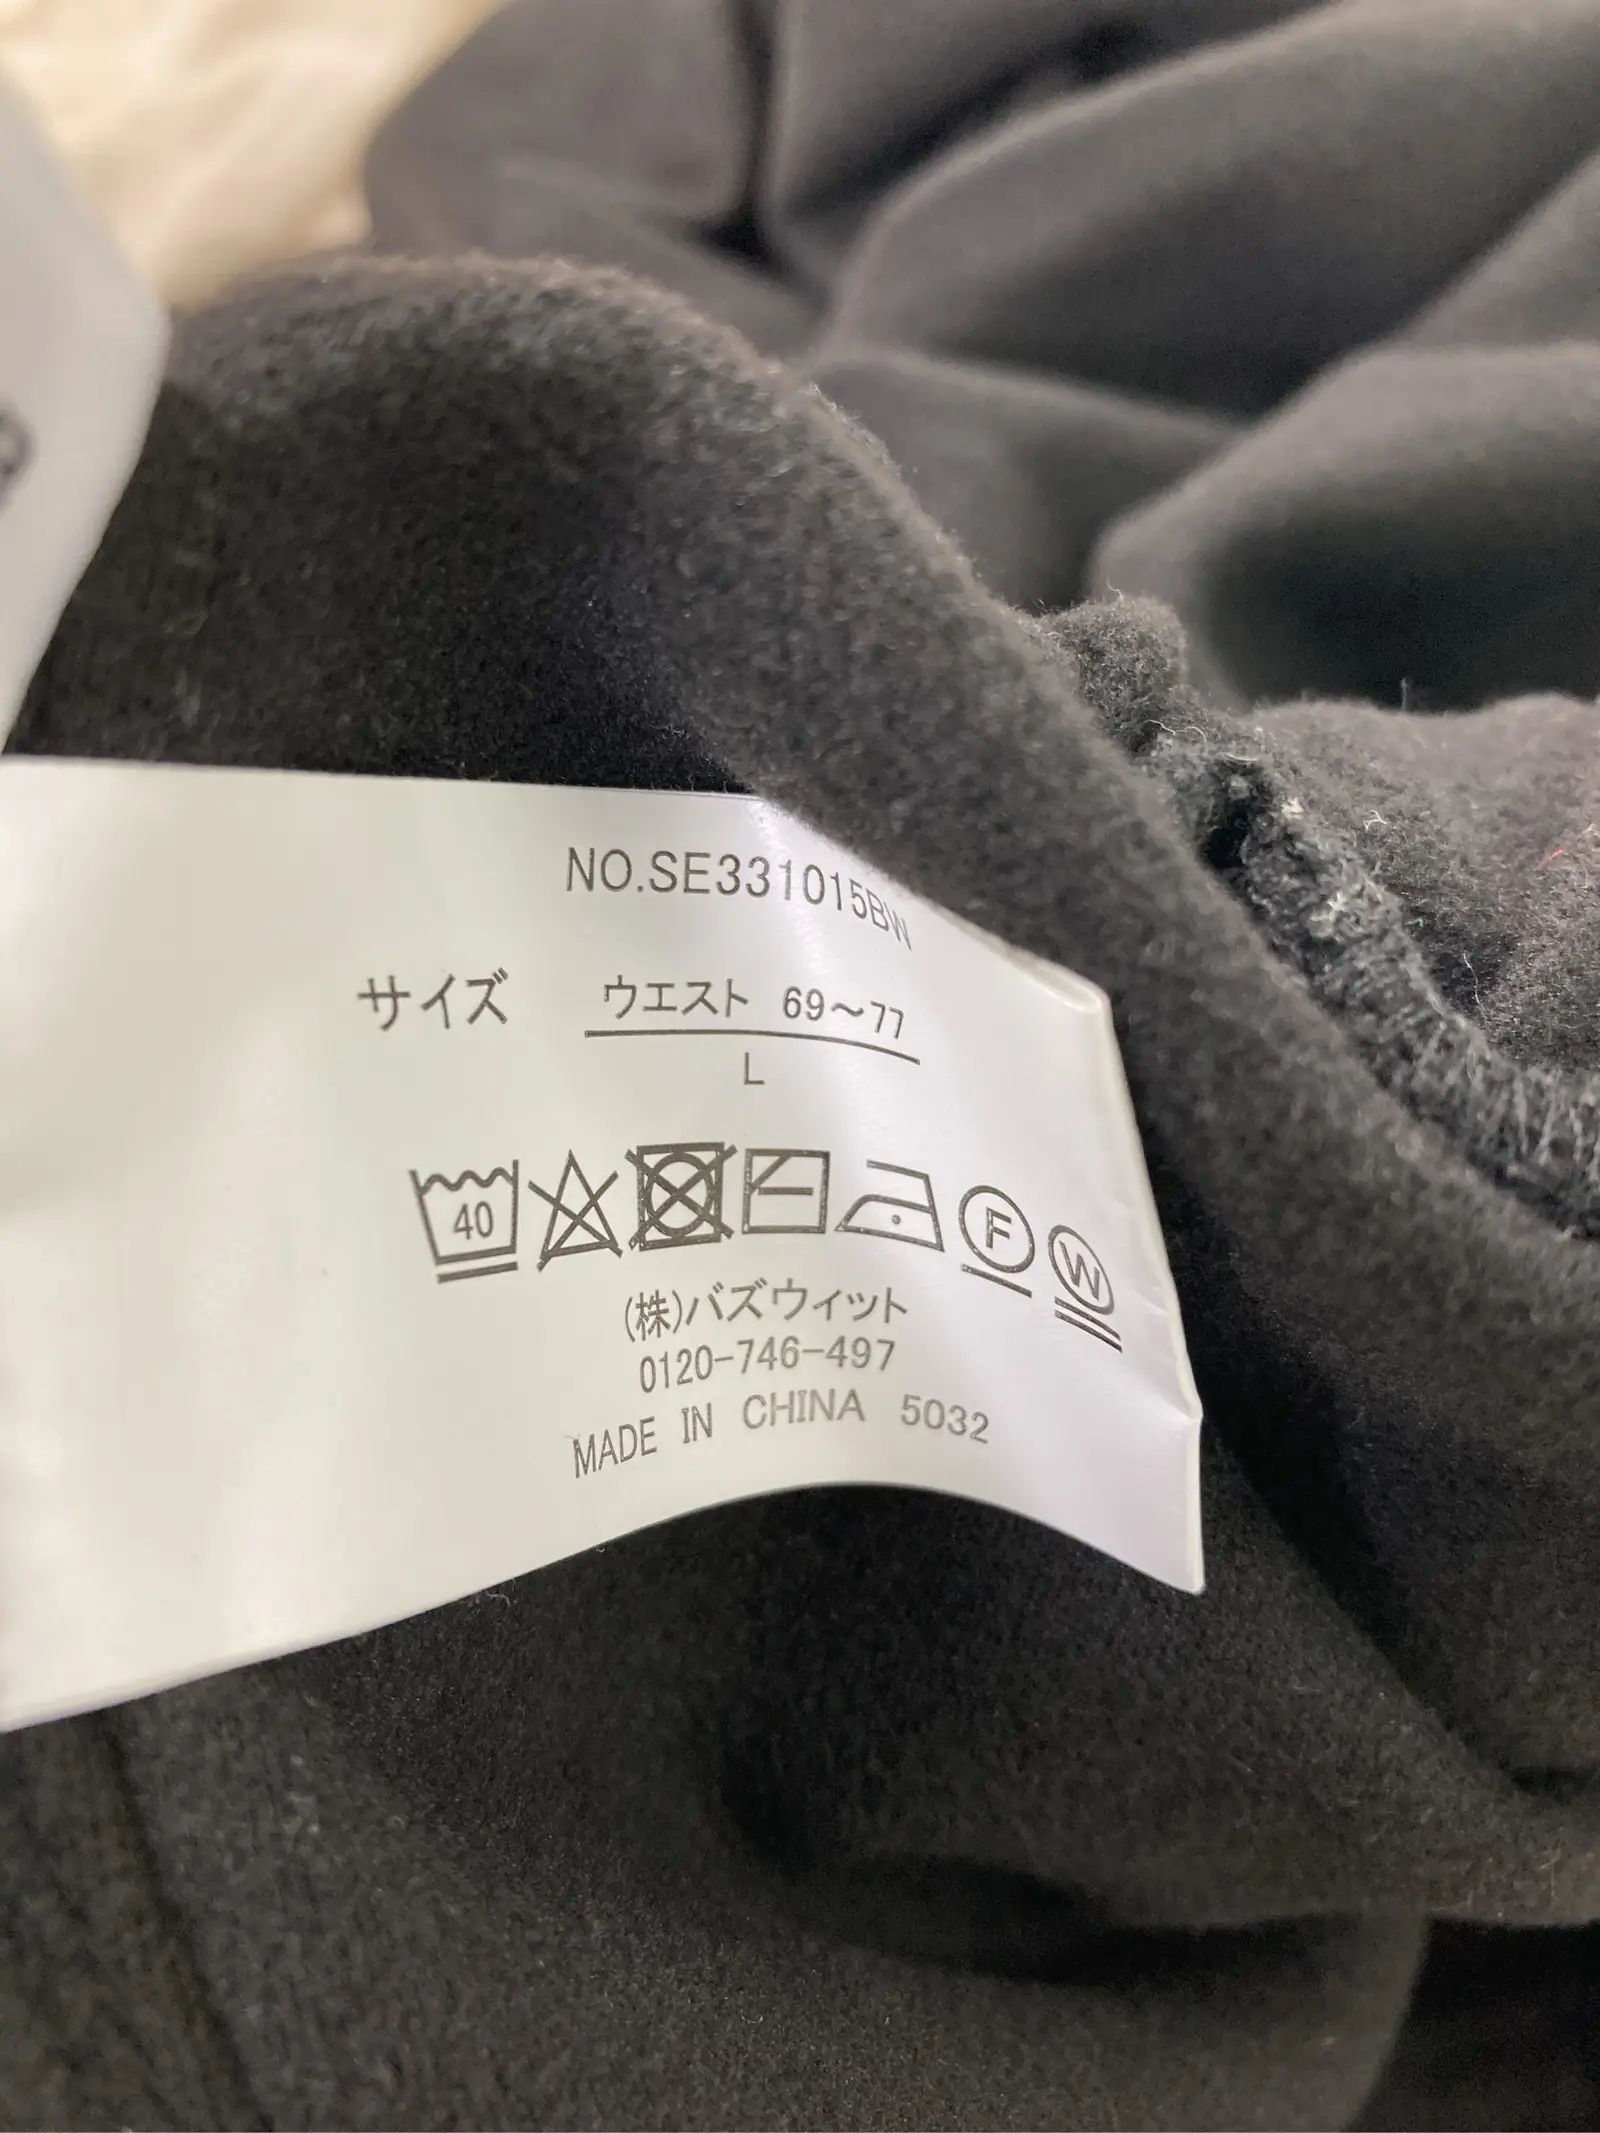 NO.SE331015BW
サイズ ウエスト 69～77
L
40
F
W
(株)バズウィット
0120-746-497
MADE IN CHINA 5032